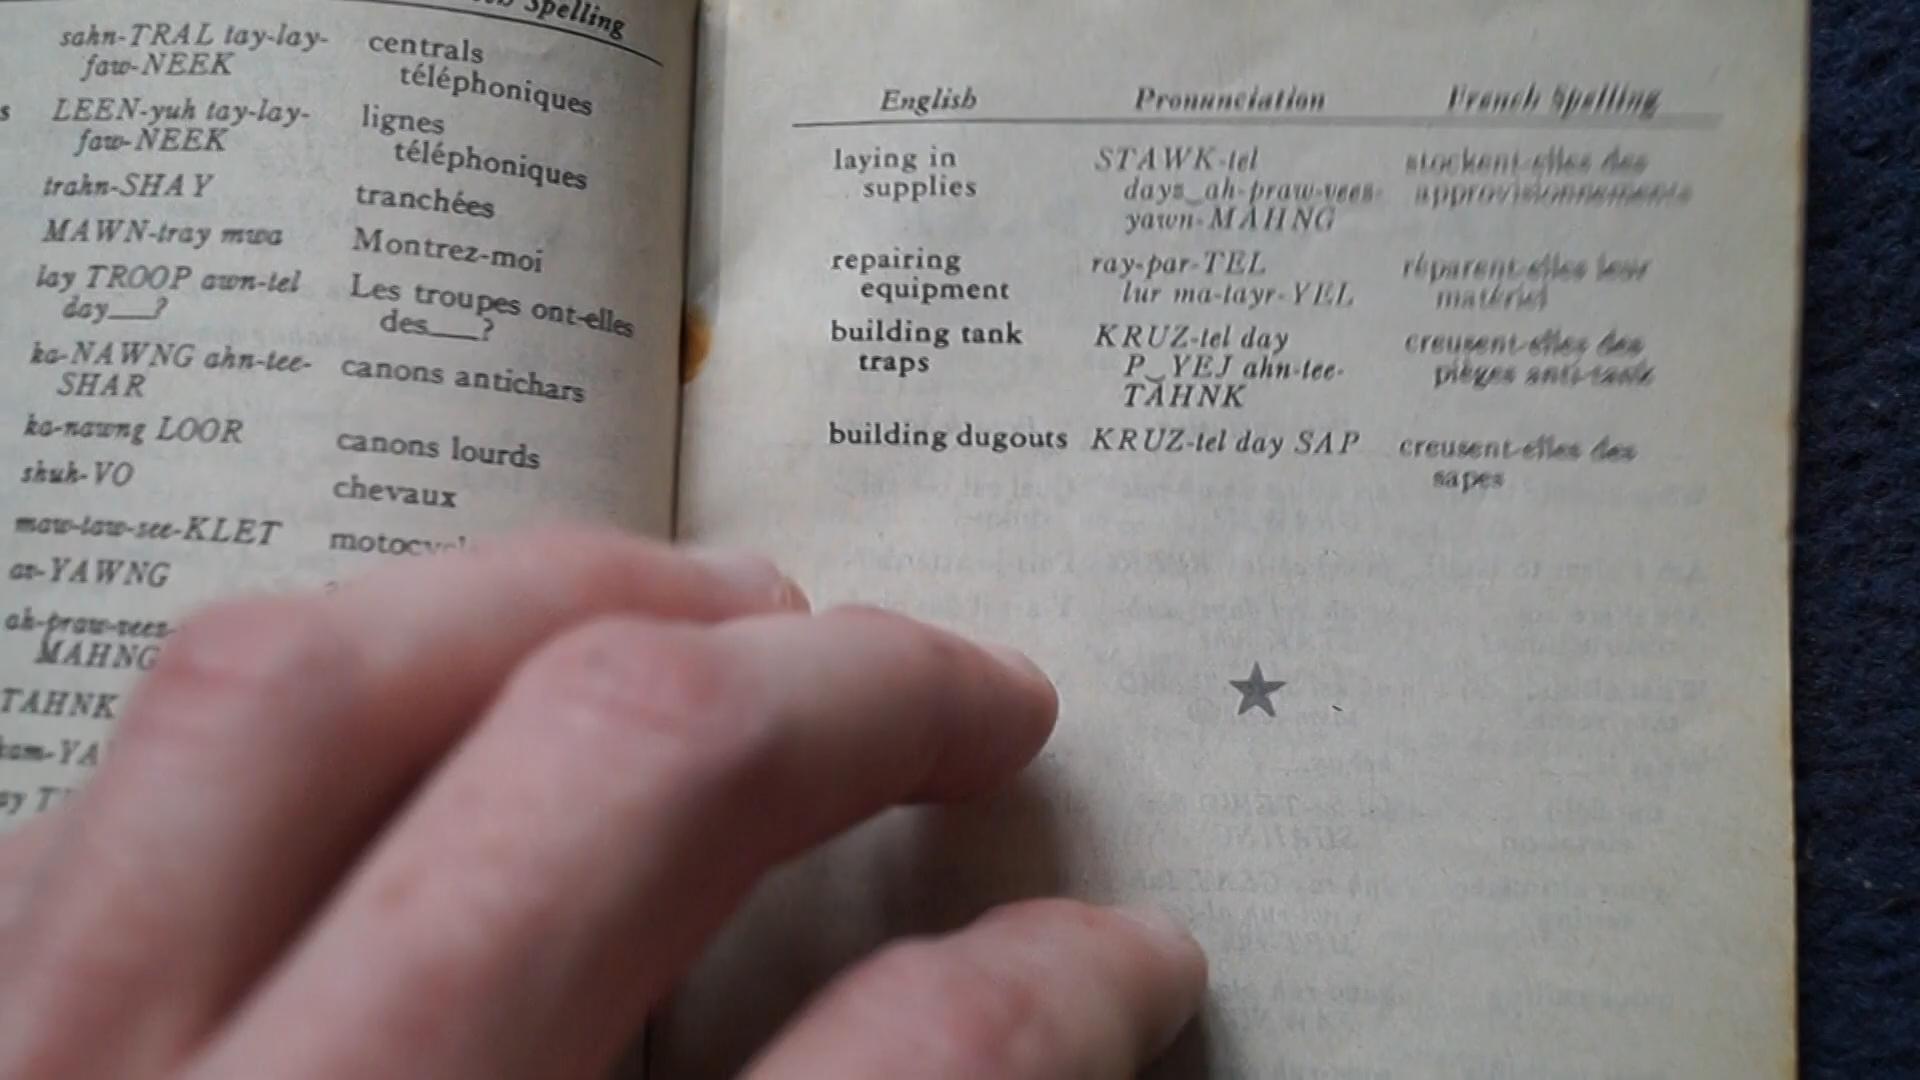 Spelling
sahn-TRAL tay-lay-
faw-NEEK
centrals
téléphoniques
LEEN-yuh tay-lay-
faw-NEEK
lignes
téléphoniques
trahn-SHAY
tranchées
MAWN-tray mwa
Montrez-moi
lay TROOP awn-tel
day___?
Les troupes ont-elles
des___?
ka-NAWNG ahn-tee-
SHAR
canons antichars
ka-nawng LOOR
canons lourds
shuh-VO
chevaux
maw-taw-see-KLET
av-YAWNG
ah-praw-veez-
MAHNG
TAHNK
English Pronunciation French Spelling
laying in
supplies
STAWK-tel
dayz‿ah-praw-veez-
yawn-MAHNG
stockent-elles des
approvisionnements
repairing
equipment
ray-par-TEL
lur ma-tayr-YEL
réparent-elles leur
matériel
building tank
traps
KRUZ-tel day
P‿YEJ ahn-tee-
TAHNK
creusent-elles des
pièges anti-tank
building dugouts
KRUZ-tel day SAP
creusent-elles des
sapes